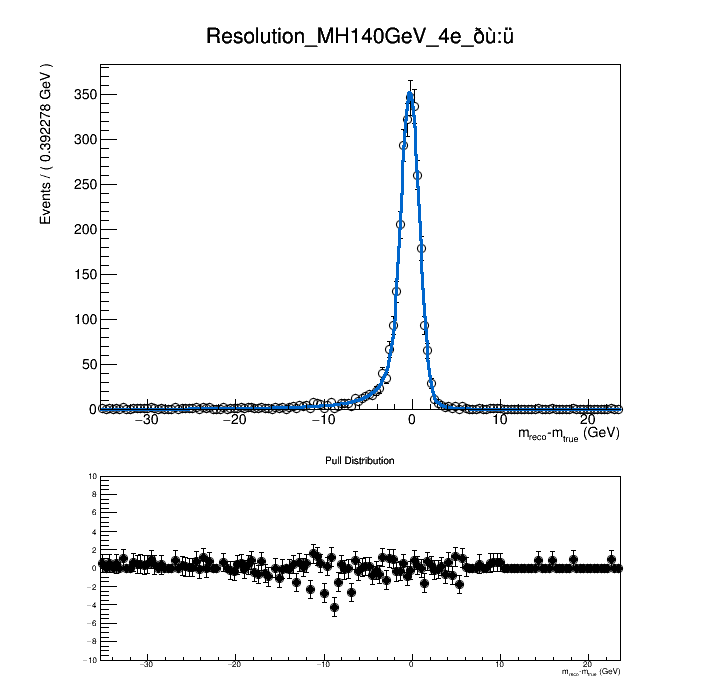 Resolution_MH140GeV_4e_ðù:ü
Events / ( 0.392278 GeV )
350
300
250
200
150
100
50
0
−30 −20 −10 0 10 20
m_reco-m_true (GeV)
Pull Distribution
10
8
6
4
2
0
−2
−4
−6
−8
−10
−30 −20 −10 0 10 20
m_reco-m_true (GeV)